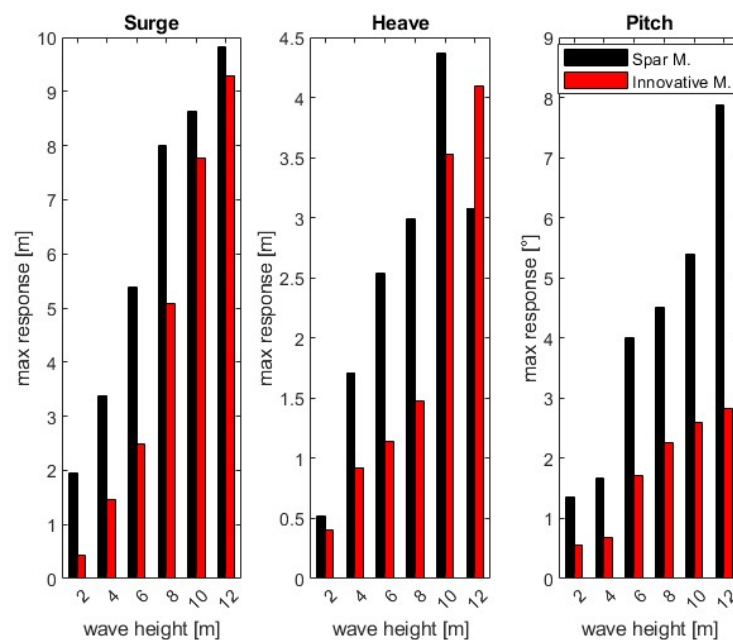 Surge
10
9
8
7
6
5
4
3
2
1
0
max response [m]
2 4 6 8 10 12
wave height [m]
Heave
4.5
4
3.5
3
2.5
2
1.5
1
0.5
0
max response [m]
2 4 6 8 10 12
wave height [m]
Pitch
9
8
7
6
5
4
3
2
1
0
max response [°]
Spar M.
Innovative M.
2 4 6 8 10 12
wave height [m]